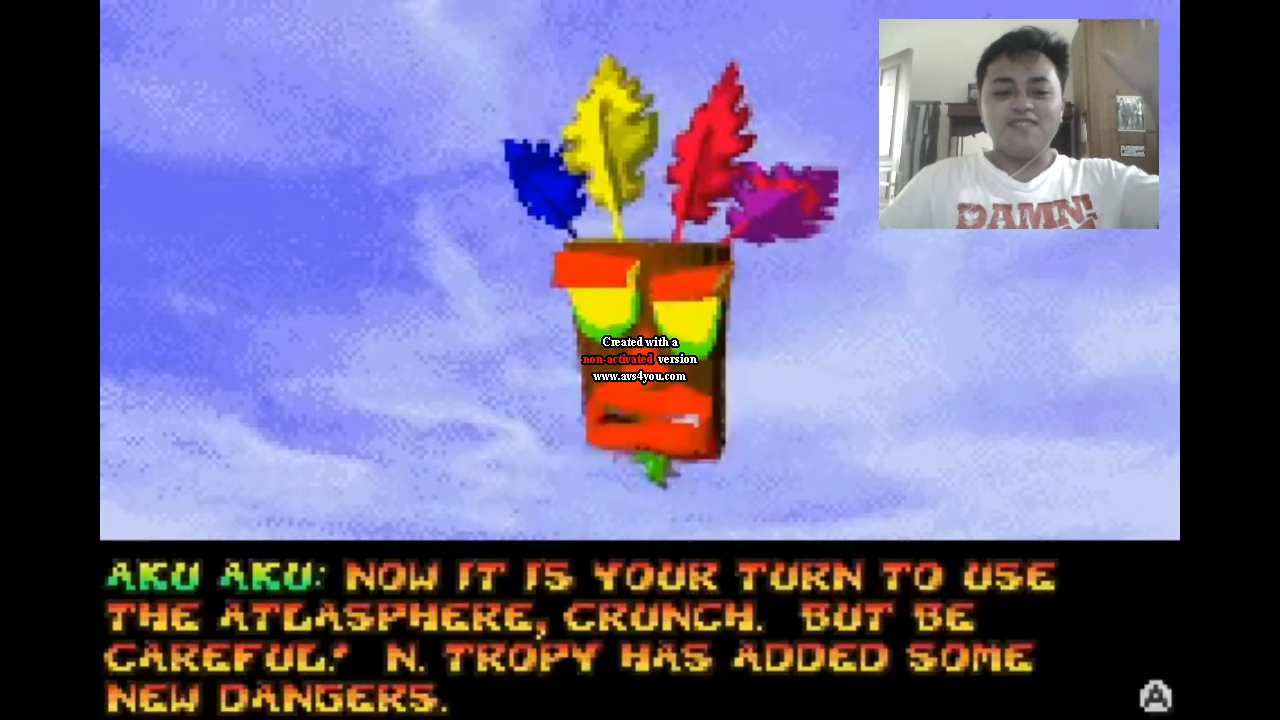 DAMN!
Created with a
non-activated version
www.avs4you.com
AKU AKU: NOW IT IS YOUR TURN TO USE
THE ATLASPHERE, CRUNCH. BUT BE
CAREFUL! N. TROPY HAS ADDED SOME
NEW DANGERS.
A